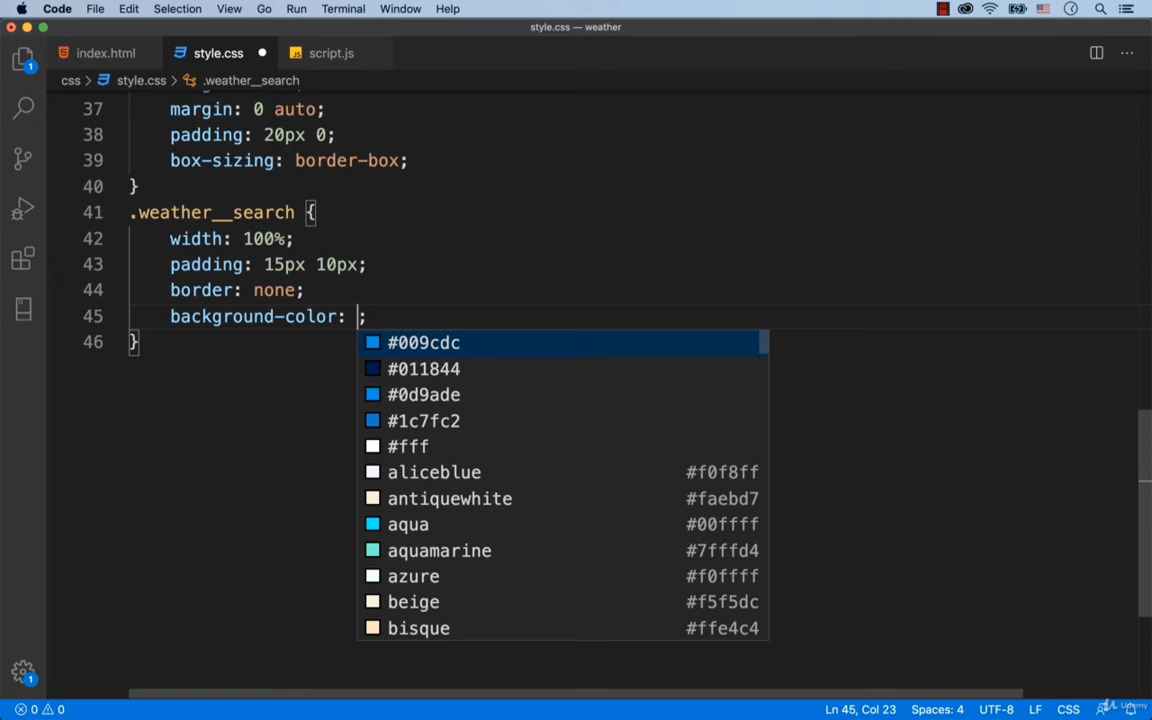 Code File Edit Selection View Go Run Terminal Window Help
style.css — weather
index.html style.css JS script.js
css > style.css > .weather__search
37 margin: 0 auto;
38 padding: 20px 0;
39 box-sizing: border-box;
40 }
41 .weather__search {
42 width: 100%;
43 padding: 15px 10px;
44 border: none;
45 background-color: ;
46 }
#009cdc
#011844
#0d9ade
#1c7fc2
#fff
aliceblue #f0f8ff
antiquewhite #faebd7
aqua #00ffff
aquamarine #7fffd4
azure #f0ffff
beige #f5f5dc
bisque #ffe4c4
1
1
0 0 Ln 45, Col 23 Spaces: 4 UTF-8 LF CSS
Udemy